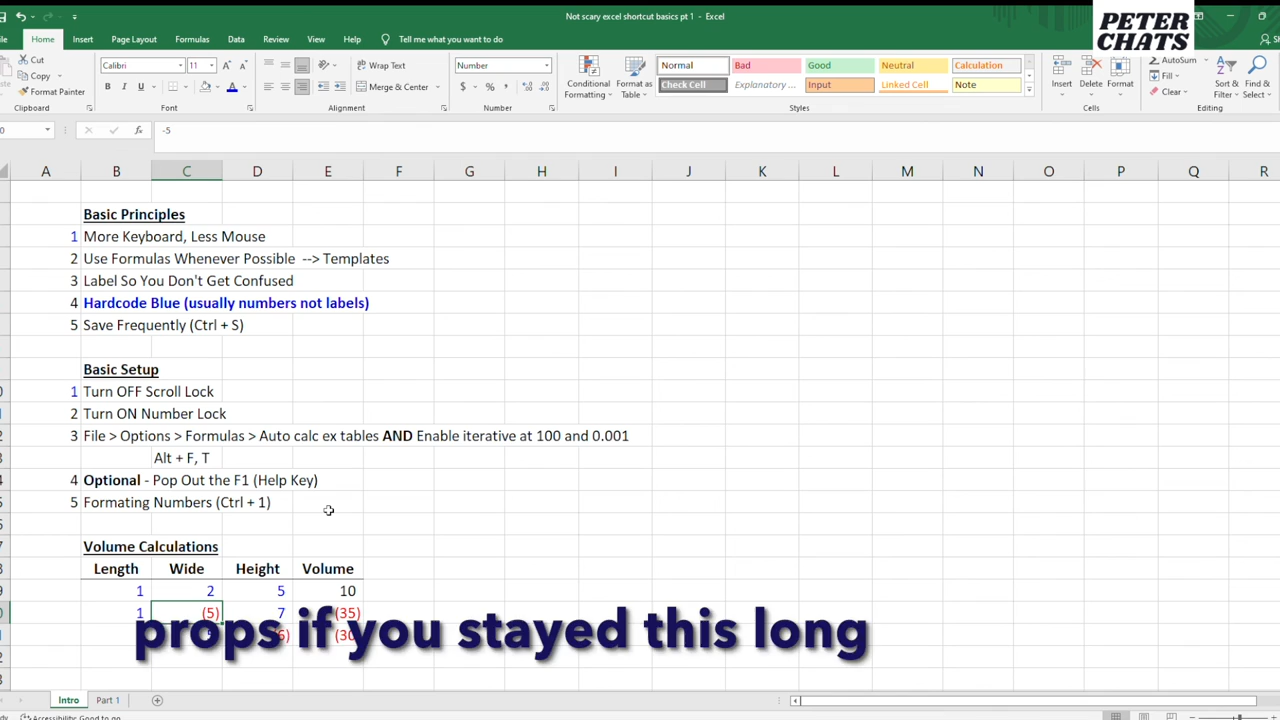 Not scary excel shortcut basics pt 1 - Excel
PETER
CHATS
Home Insert Page Layout Formulas Data Review View Help Tell me what you want to do
Cut
Copy
Format Painter
Clipboard
Calibri 11
B I U
Font
Wrap Text
Merge & Center
Alignment
Number
$ % ,
Number
Conditional Formatting
Format as Table
Normal Bad Good Neutral Calculation
Check Cell Explanatory ... Input Linked Cell Note
Styles
Insert Delete Format
Cells
AutoSum
Fill
Clear
Sort & Filter
Find & Select
Editing
fx -5
A B C D E F G H I J K L M N O P Q R
Basic Principles
1 More Keyboard, Less Mouse
2 Use Formulas Whenever Possible --> Templates
3 Label So You Don't Get Confused
4 Hardcode Blue (usually numbers not labels)
5 Save Frequently (Ctrl + S)
Basic Setup
1 Turn OFF Scroll Lock
2 Turn ON Number Lock
3 File > Options > Formulas > Auto calc ex tables AND Enable iterative at 100 and 0.001
Alt + F, T
4 Optional - Pop Out the F1 (Help Key)
5 Formating Numbers (Ctrl + 1)
Volume Calculations
Length Wide Height Volume
1 2 5 10
1 (5) 7 (35)
props if you stayed this long
Intro Part 1
Accessibility: Good to go